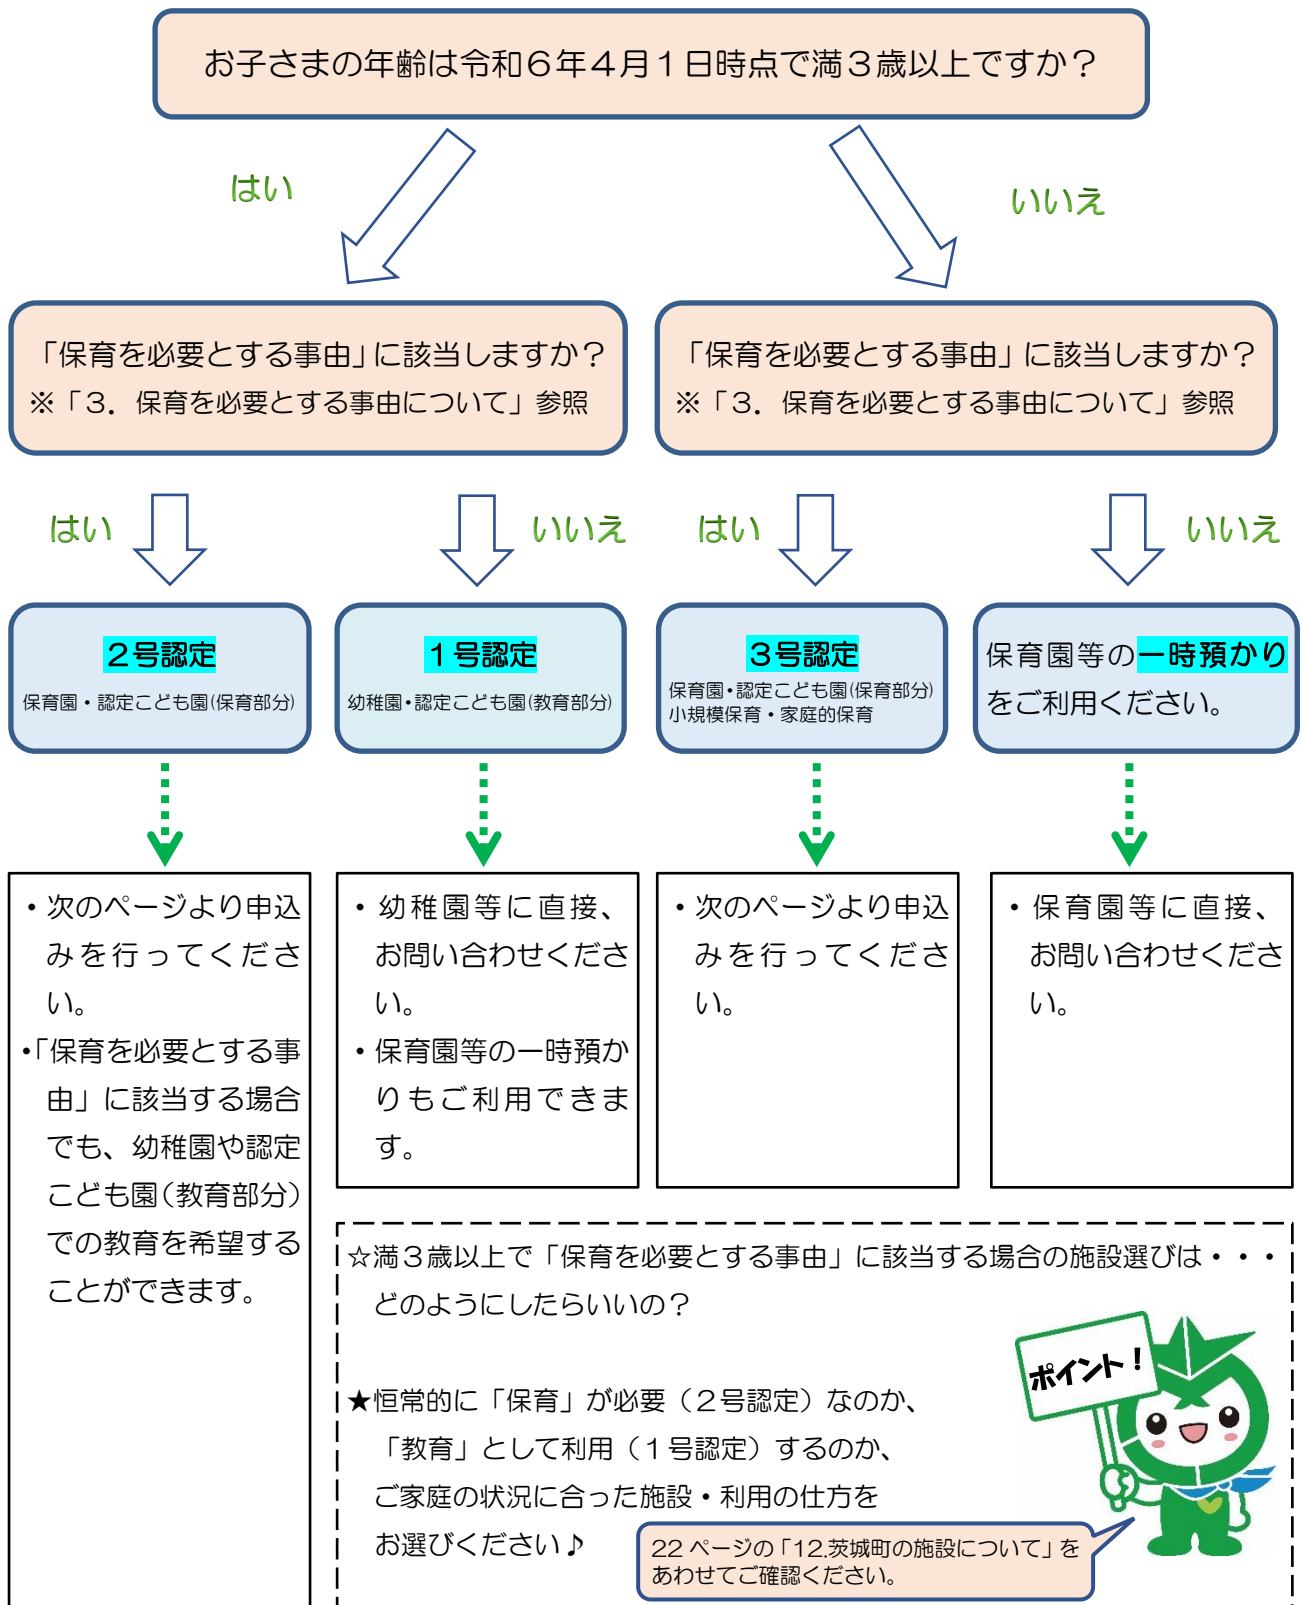 お子さまの年齢は令和６年４月１日時点で満３歳以上ですか？
はい
いいえ
「保育を必要とする事由」に該当しますか？
※「３．保育を必要とする事由について」参照
「保育を必要とする事由」に該当しますか？
※「３．保育を必要とする事由について」参照
はい
いいえ
はい
いいえ
２号認定
保育園・認定こども園(保育部分)
１号認定
幼稚園・認定こども園(教育部分)
３号認定
保育園・認定こども園(保育部分)
小規模保育・家庭的保育
保育園等の一時預かり
をご利用ください。
・次のページより申込
みを行ってくださ
い。
・「保育を必要とする事
由」に該当する場合
でも、幼稚園や認定
こども園（教育部分）
での教育を希望する
ことができます。
・幼稚園等に直接、
お問い合わせくださ
い。
・保育園等の一時預か
りもご利用できま
す。
・次のページより申込
みを行ってくださ
い。
・保育園等に直接、
お問い合わせくださ
い。
☆満３歳以上で「保育を必要とする事由」に該当する場合の施設選びは・・・
どのようにしたらいいの？
★恒常的に「保育」が必要（２号認定）なのか、
「教育」として利用（１号認定）するのか、
ご家庭の状況に合った施設・利用の仕方を
お選びください♪
ポイント！
22 ページの「12.茨城町の施設について」を
あわせてご確認ください。